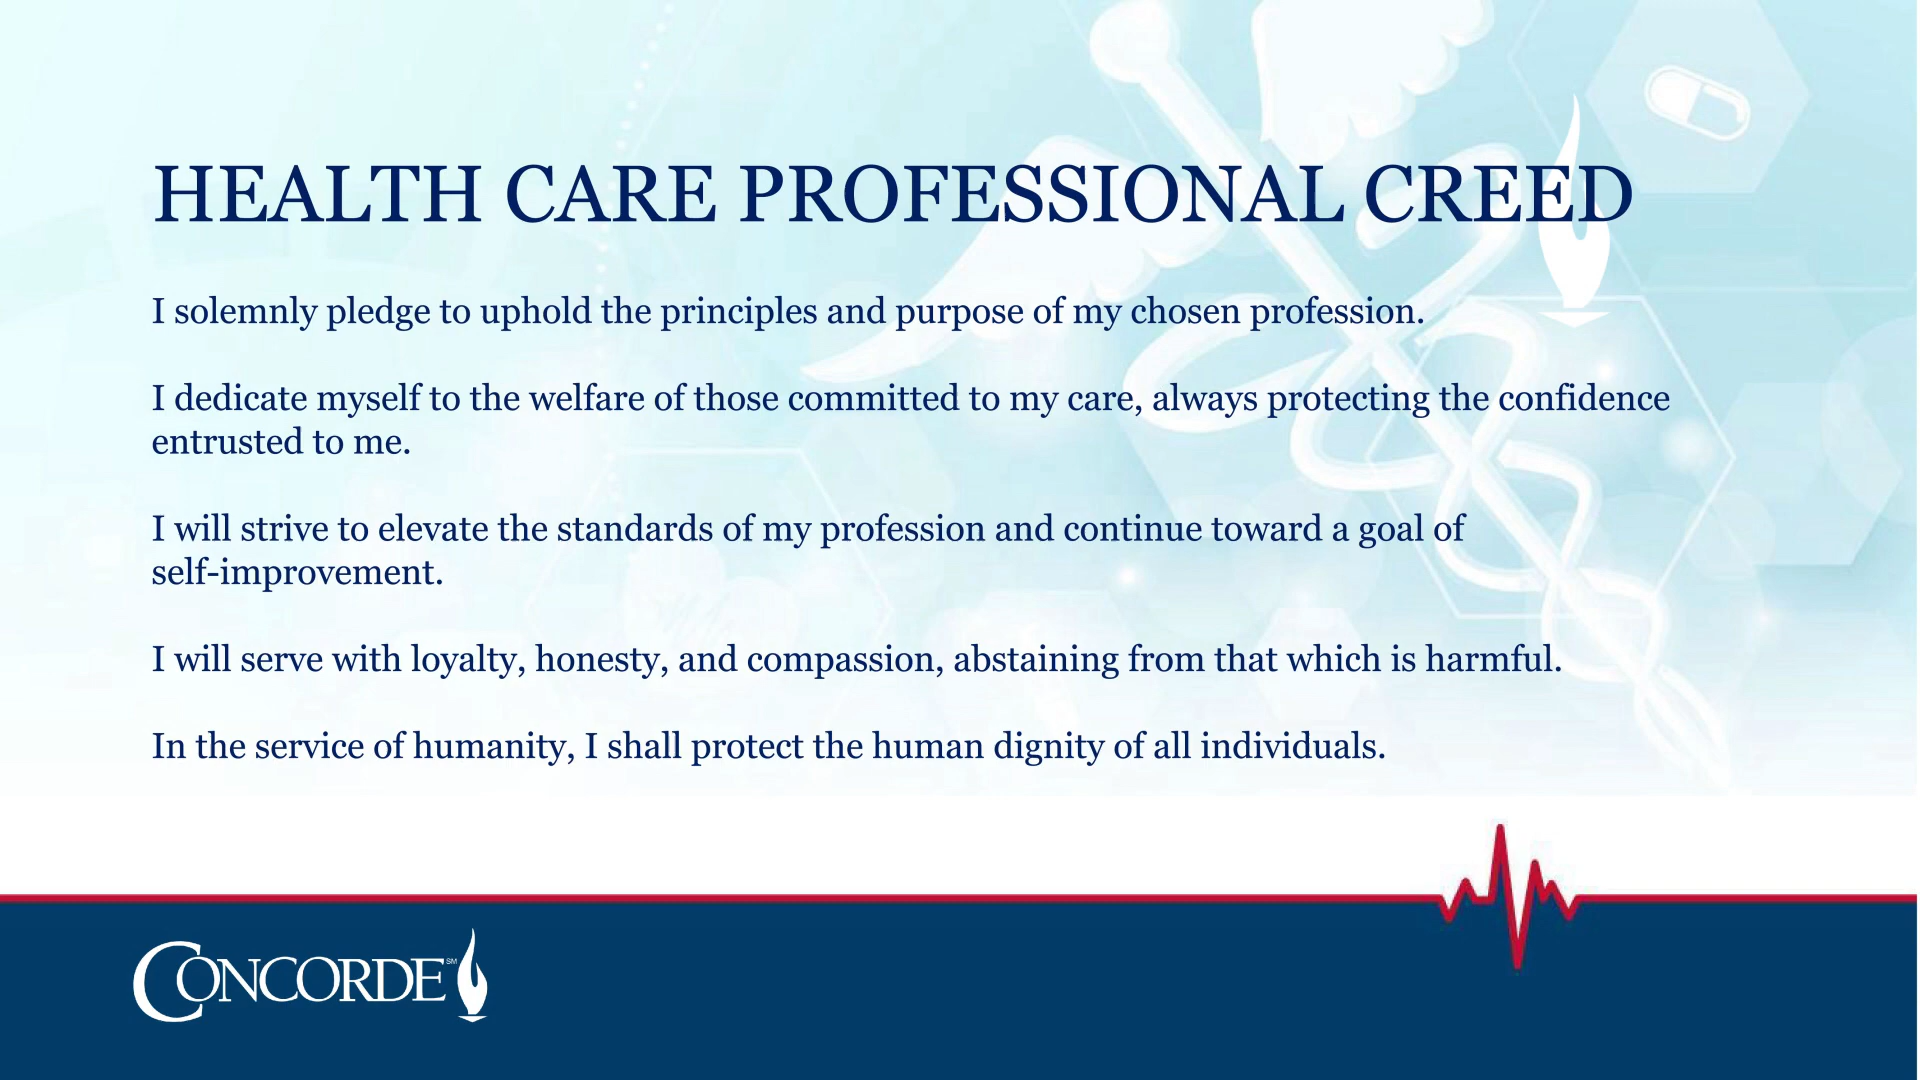 HEALTH CARE PROFESSIONAL CREED
I solemnly pledge to uphold the principles and purpose of my chosen profession.
I dedicate myself to the welfare of those committed to my care, always protecting the confidence
entrusted to me.
I will strive to elevate the standards of my profession and continue toward a goal of
self-improvement.
I will serve with loyalty, honesty, and compassion, abstaining from that which is harmful.
In the service of humanity, I shall protect the human dignity of all individuals.
CONCORDE SM